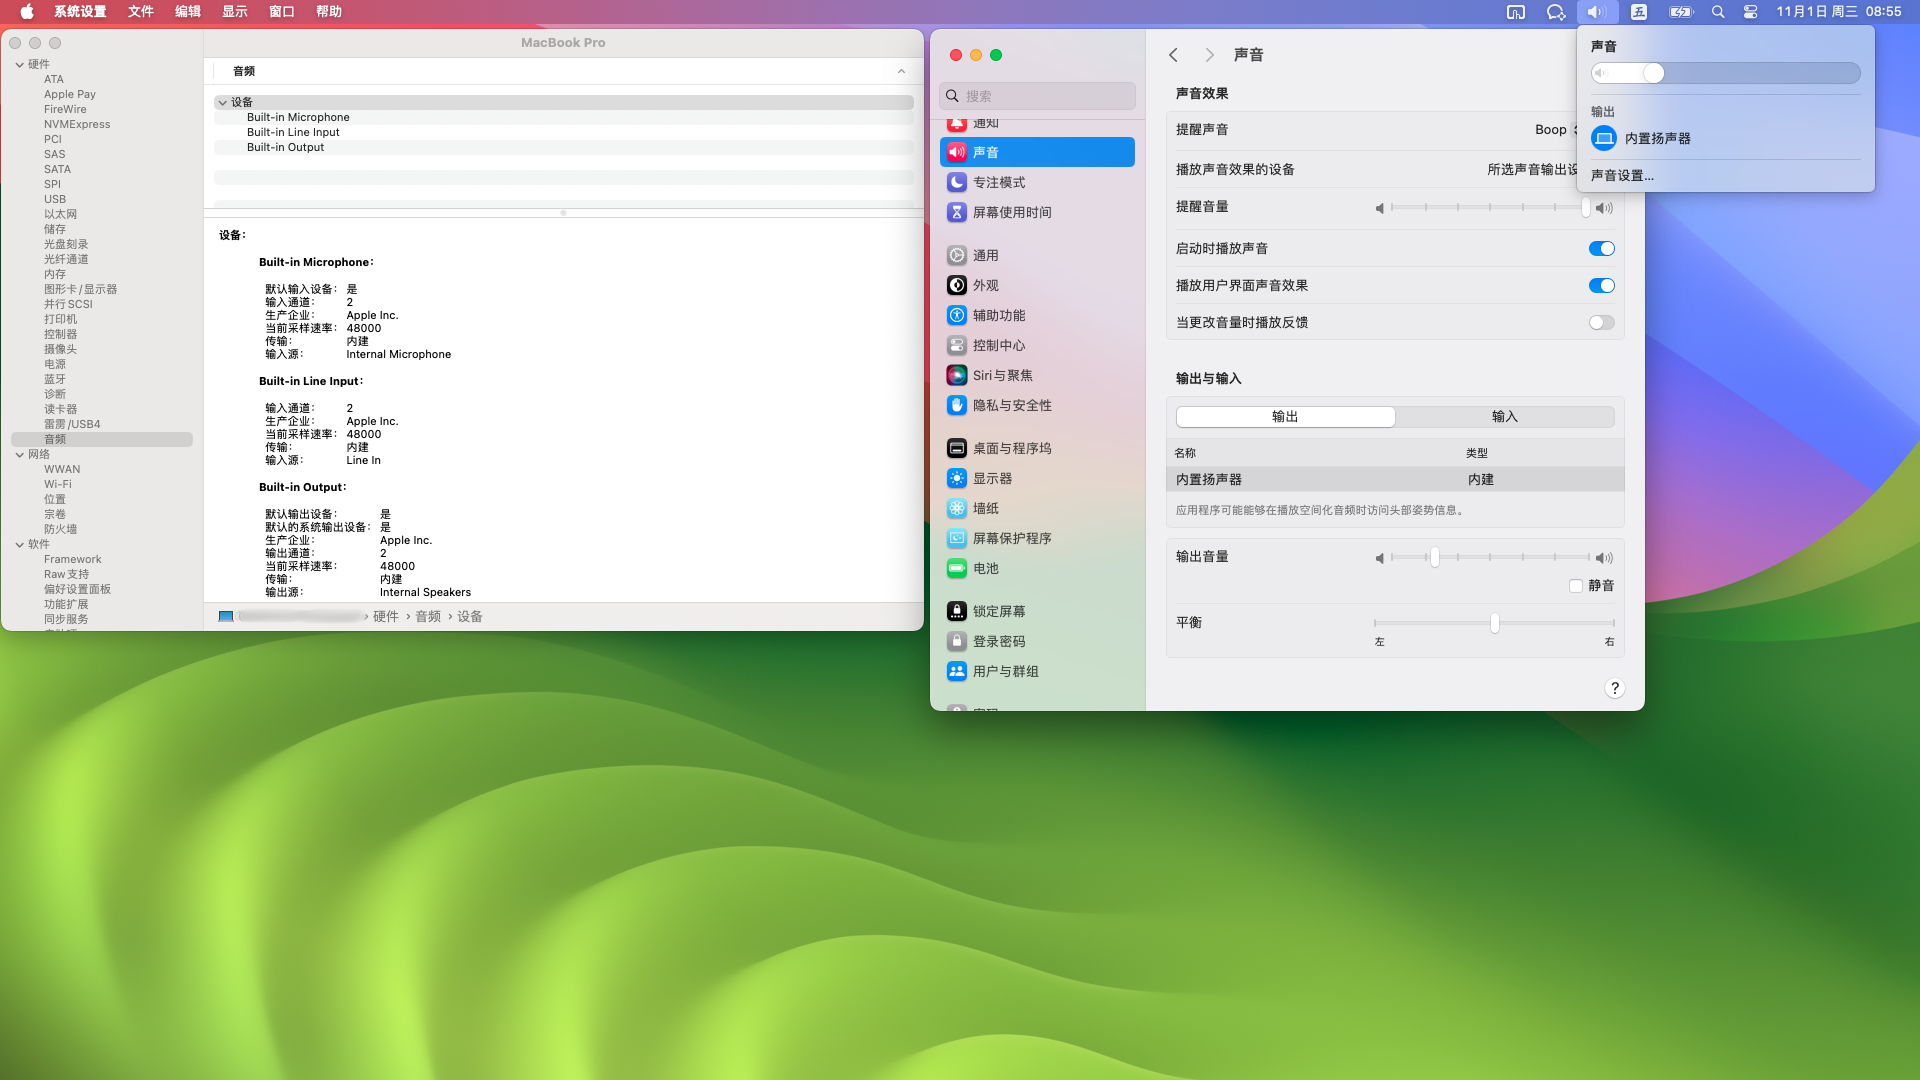 系统设置 文件 编辑 显示 窗口 帮助
五
11月1日 周三 08:55
MacBook Pro
硬件
ATA
Apple Pay
FireWire
NVMExpress
PCI
SAS
SATA
SPI
USB
以太网
储存
光盘刻录
光纤通道
内存
图形卡/显示器
并行SCSI
打印机
控制器
摄像头
电源
蓝牙
诊断
读卡器
雷雳/USB4
音频
网络
WWAN
Wi-Fi
位置
宗卷
防火墙
软件
Framework
Raw支持
偏好设置面板
功能扩展
同步服务
音频
设备
Built-in Microphone
Built-in Line Input
Built-in Output
设备：
Built-in Microphone：
默认输入设备： 是
输入通道： 2
生产企业： Apple Inc.
当前采样速率： 48000
传输： 内建
输入源： Internal Microphone
Built-in Line Input：
输入通道： 2
生产企业： Apple Inc.
当前采样速率： 48000
传输： 内建
输入源： Line In
Built-in Output：
默认输出设备： 是
默认的系统输出设备： 是
生产企业： Apple Inc.
输出通道： 2
当前采样速率： 48000
传输： 内建
输出源： Internal Speakers
› 硬件 › 音频 › 设备
搜索
通知
声音
专注模式
屏幕使用时间
通用
外观
辅助功能
控制中心
Siri与聚焦
隐私与安全性
桌面与程序坞
显示器
墙纸
屏幕保护程序
电池
锁定屏幕
登录密码
用户与群组
声音
声音效果
提醒声音 Boop
播放声音效果的设备 所选声音输出设
提醒音量
启动时播放声音
播放用户界面声音效果
当更改音量时播放反馈
输出与输入
输出 输入
名称 类型
内置扬声器 内建
应用程序可能能够在播放空间化音频时访问头部姿势信息。
输出音量
静音
平衡
左 右
?
声音
输出
内置扬声器
声音设置...